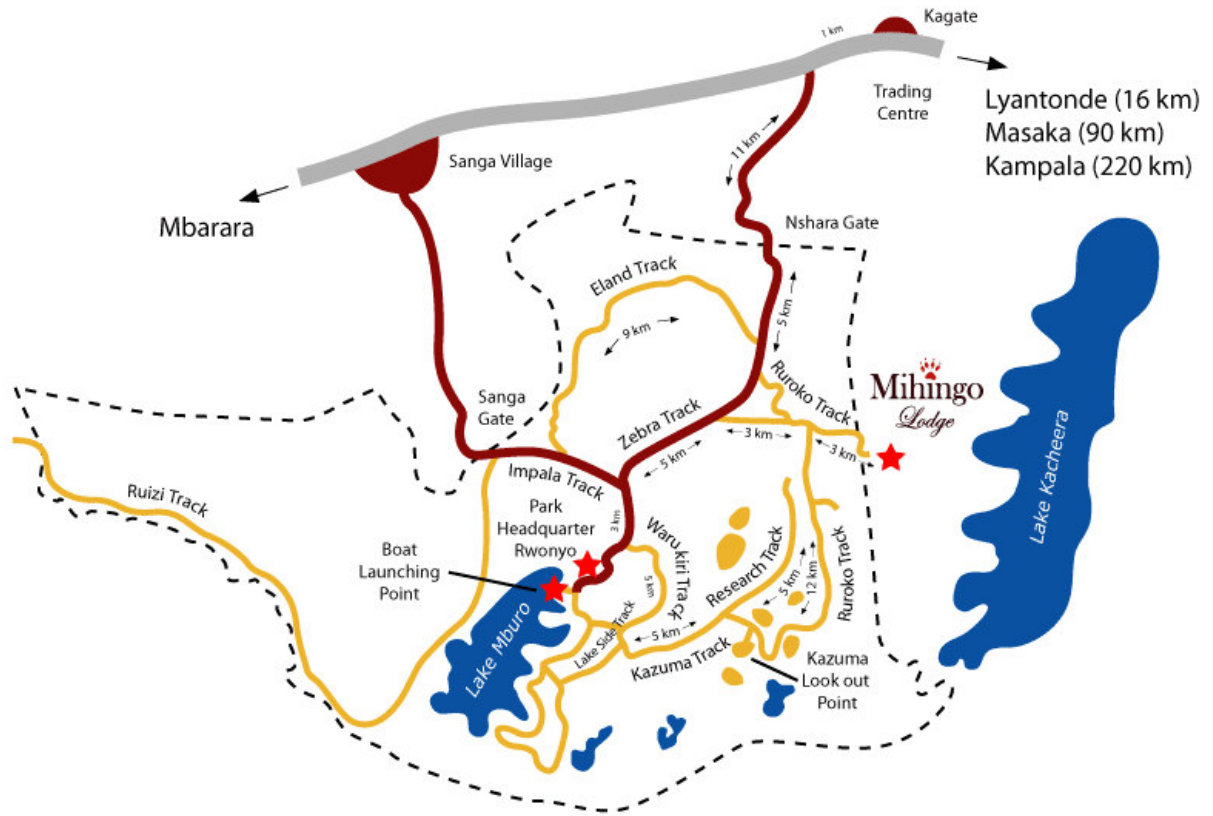 Kagate
1 km
Trading
Centre
Lyantonde (16 km)
Masaka (90 km)
Kampala (220 km)
11 km
Sanga Village
Mbarara
Nshara Gate
Eland Track
9 km
5 km
Ruroko Track
Mihingo
Lodge
Sanga
Gate
Zebra Track
3 km
3 km
5 km
Impala Track
Ruizi Track
Park
Headquarter
Rwonyo
3 km
Waru kiri Track
5 km
Boat
Launching
Point
Lake Mburo
Lake Side Track
Research Track
5 km
12 km
Ruroko Track
5 km
Kazuma Track
Kazuma
Look out
Point
Lake Kacheera